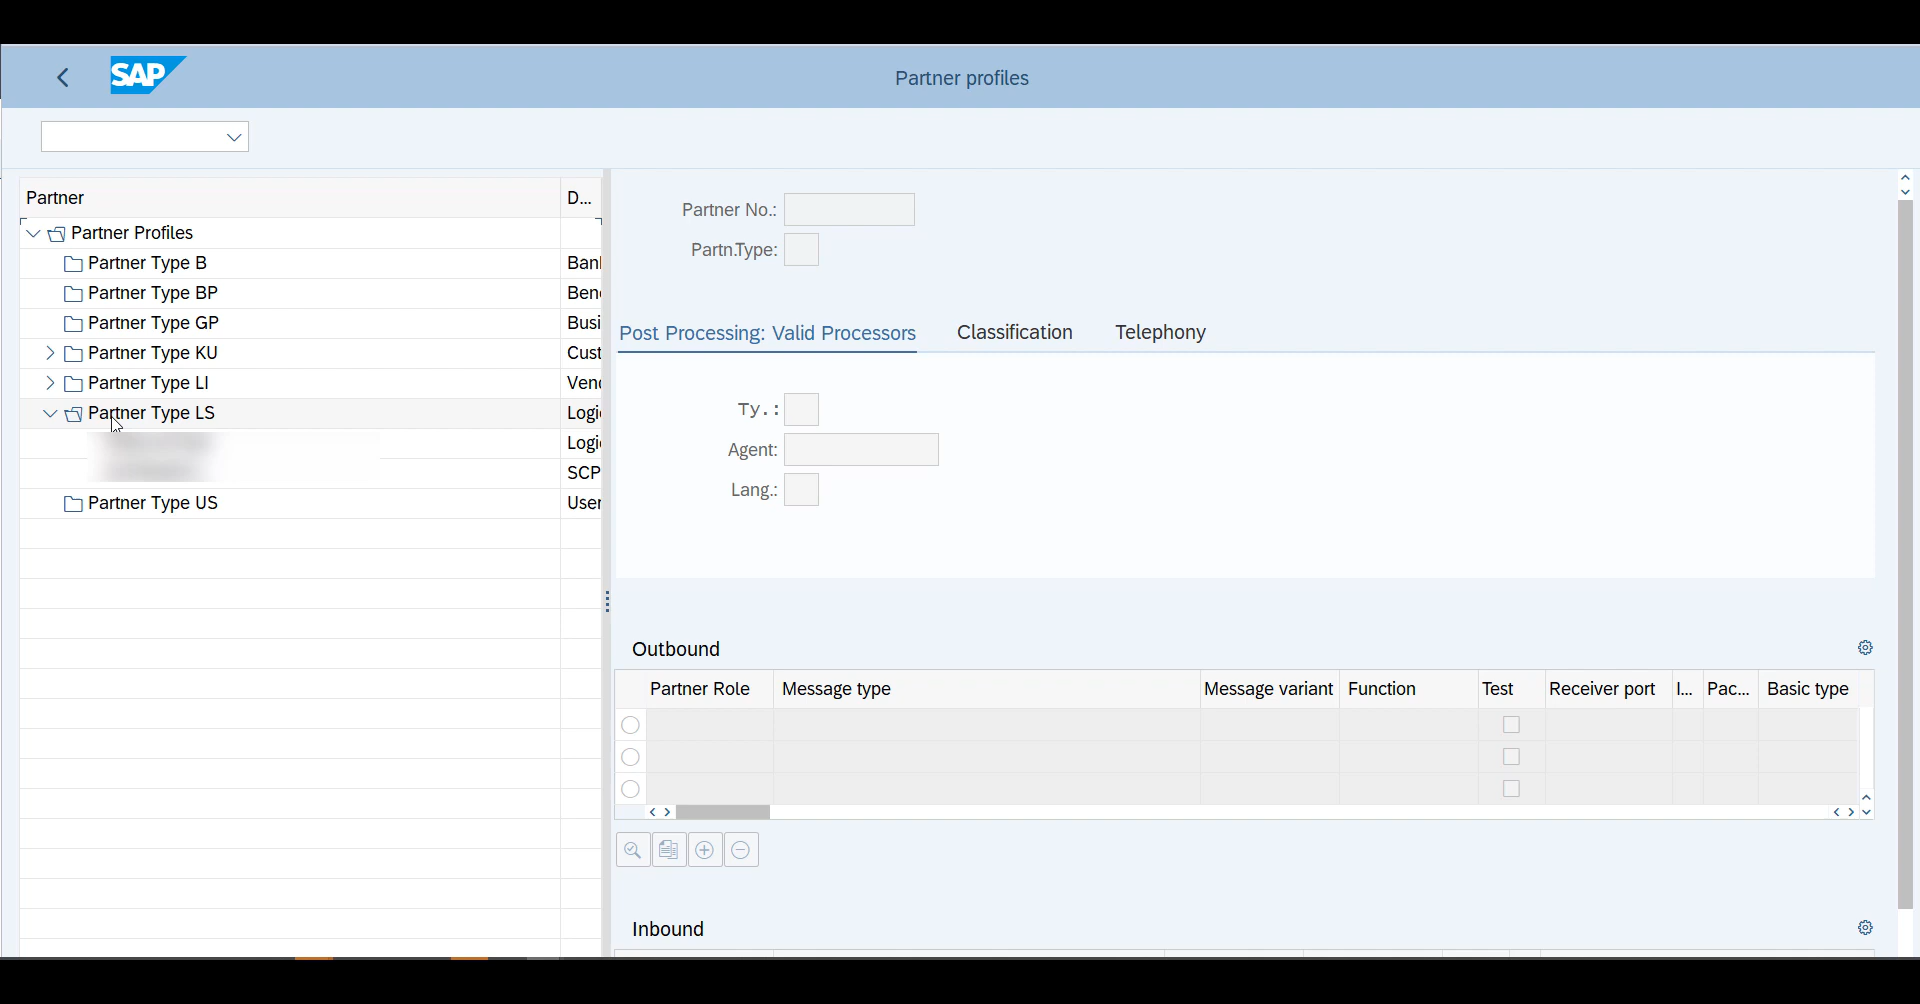 SAP
Partner profiles
Partner
D...
Partner Profiles
Partner Type B
Ban
Partner Type BP
Ben
Partner Type GP
Busi
Partner Type KU
Cust
Partner Type LI
Ven
Partner Type LS
Logi
Logi
SCP
Partner Type US
User
Partner No.:
Partn.Type:
Post Processing: Valid Processors
Classification
Telephony
Ty.:
Agent:
Lang.:
Outbound
Partner Role
Message type
Message variant
Function
Test
Receiver port
I...
Pac...
Basic type
Inbound